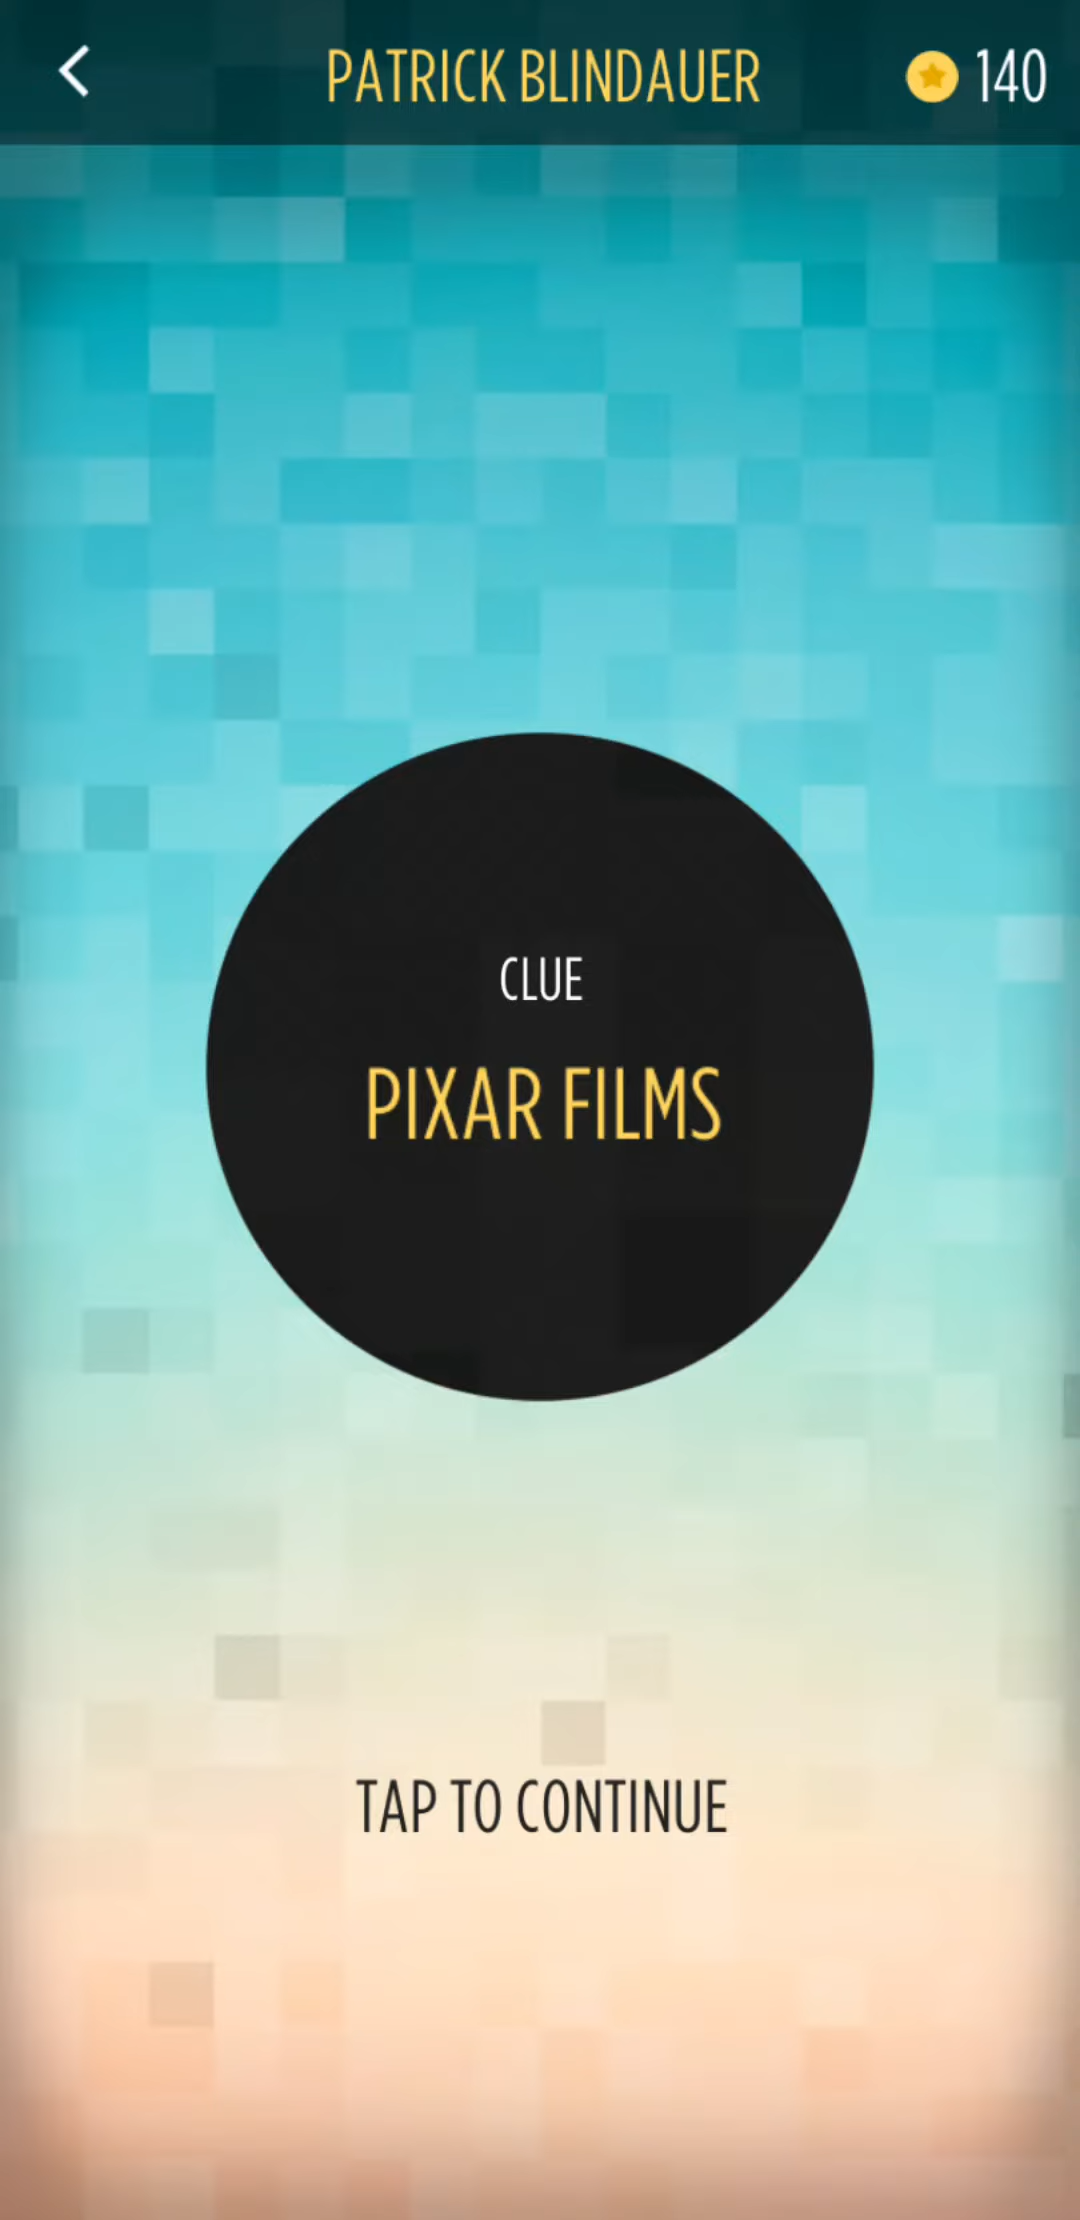 PATRICK BLINDAUER
140
CLUE
PIXAR FILMS
TAP TO CONTINUE